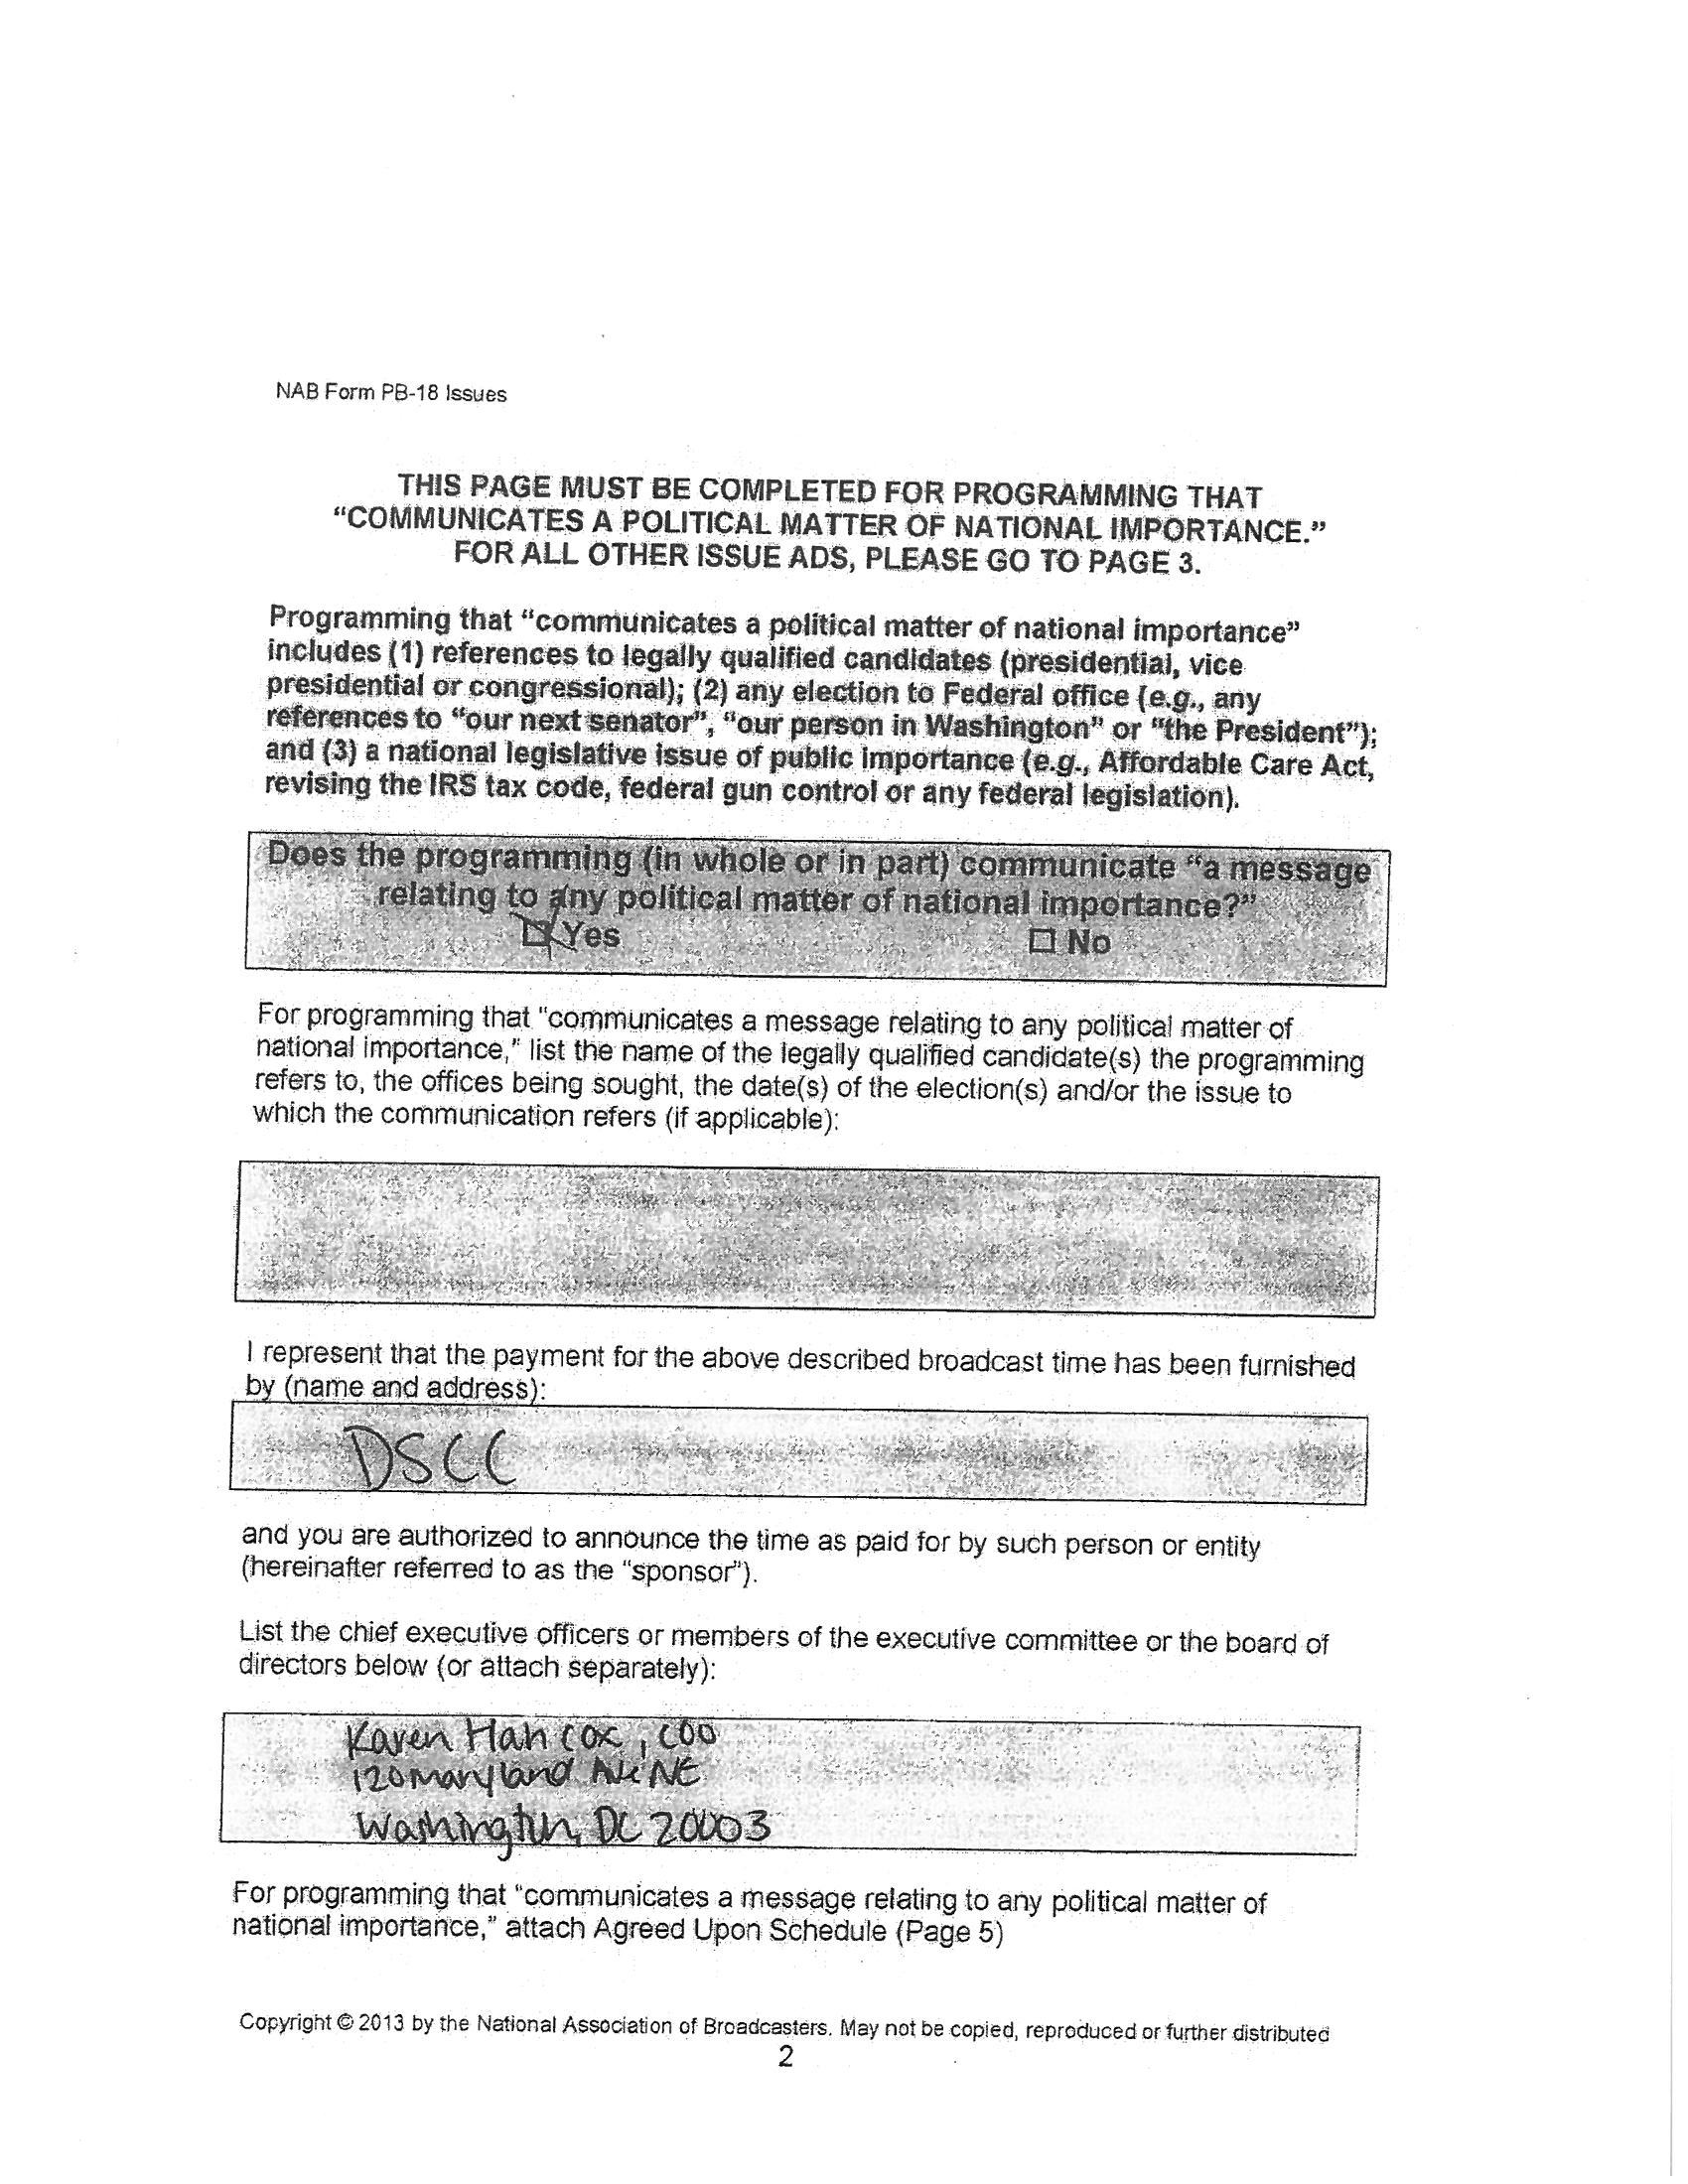 NAB Form PB-18 Issues
THIS PAGE MUST BE COMPLETED FOR PROGRAMMING THAT
“COMMUNICATES A POLITICAL MATTER OF NATIONAL IMPORTANCE.”
FOR ALL OTHER ISSUE ADS, PLEASE GO TO PAGE 3.
Programming that “communicates a political matter of national importance”
includes (1) references to legally qualified candidates (presidential, vice
presidential or congressional); (2) any election to Federal office (e.g., any
references to “our next senator”, “our person in Washington” or “the President”);
and (3) a national legislative issue of public importance (e.g., Affordable Care Act,
revising the IRS tax code, federal gun control or any federal legislation).
Does the programming (in whole or in part) communicate “a message
relating to any political matter of national importance?”
☒ Yes ☐ No
For programming that "communicates a message relating to any political matter of
national importance," list the name of the legally qualified candidate(s) the programming
refers to, the offices being sought, the date(s) of the election(s) and/or the issue to
which the communication refers (if applicable):
I represent that the payment for the above described broadcast time has been furnished
by (name and address):
DSCC
and you are authorized to announce the time as paid for by such person or entity
(hereinafter referred to as the “sponsor”).
List the chief executive officers or members of the executive committee or the board of
directors below (or attach separately):
Karen Hancox, COO
120 Maryland Ave NE
Washington, DC 20003
For programming that “communicates a message relating to any political matter of
national importance,” attach Agreed Upon Schedule (Page 5)
Copyright © 2013 by the National Association of Broadcasters. May not be copied, reproduced or further distributed
2